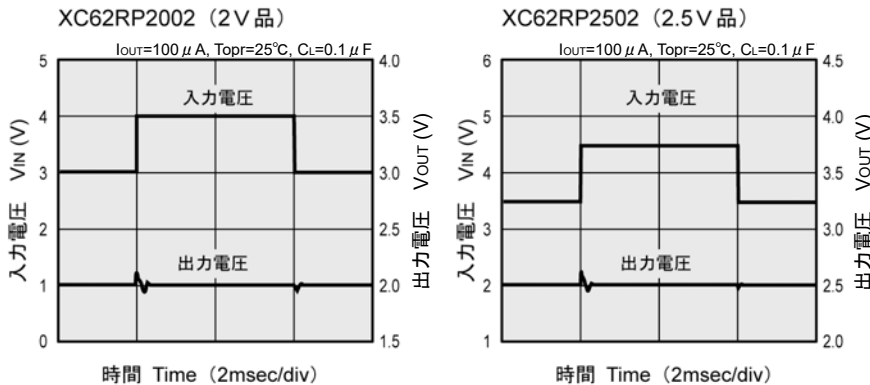 XC62RP2002（2V品）
IOUT=100μA, Topr=25℃, CL=0.1μF
入力電圧 VIN (V)
5
4
3
2
1
0
入力電圧
出力電圧
4.0
3.5
3.0
2.5
2.0
1.5
出力電圧 VOUT (V)
時間 Time（2msec/div）
XC62RP2502（2.5V品）
IOUT=100μA, Topr=25℃, CL=0.1μF
入力電圧 VIN (V)
6
5
4
3
2
1
入力電圧
出力電圧
4.5
4.0
3.5
3.0
2.5
2.0
出力電圧 VOUT (V)
時間 Time（2msec/div）